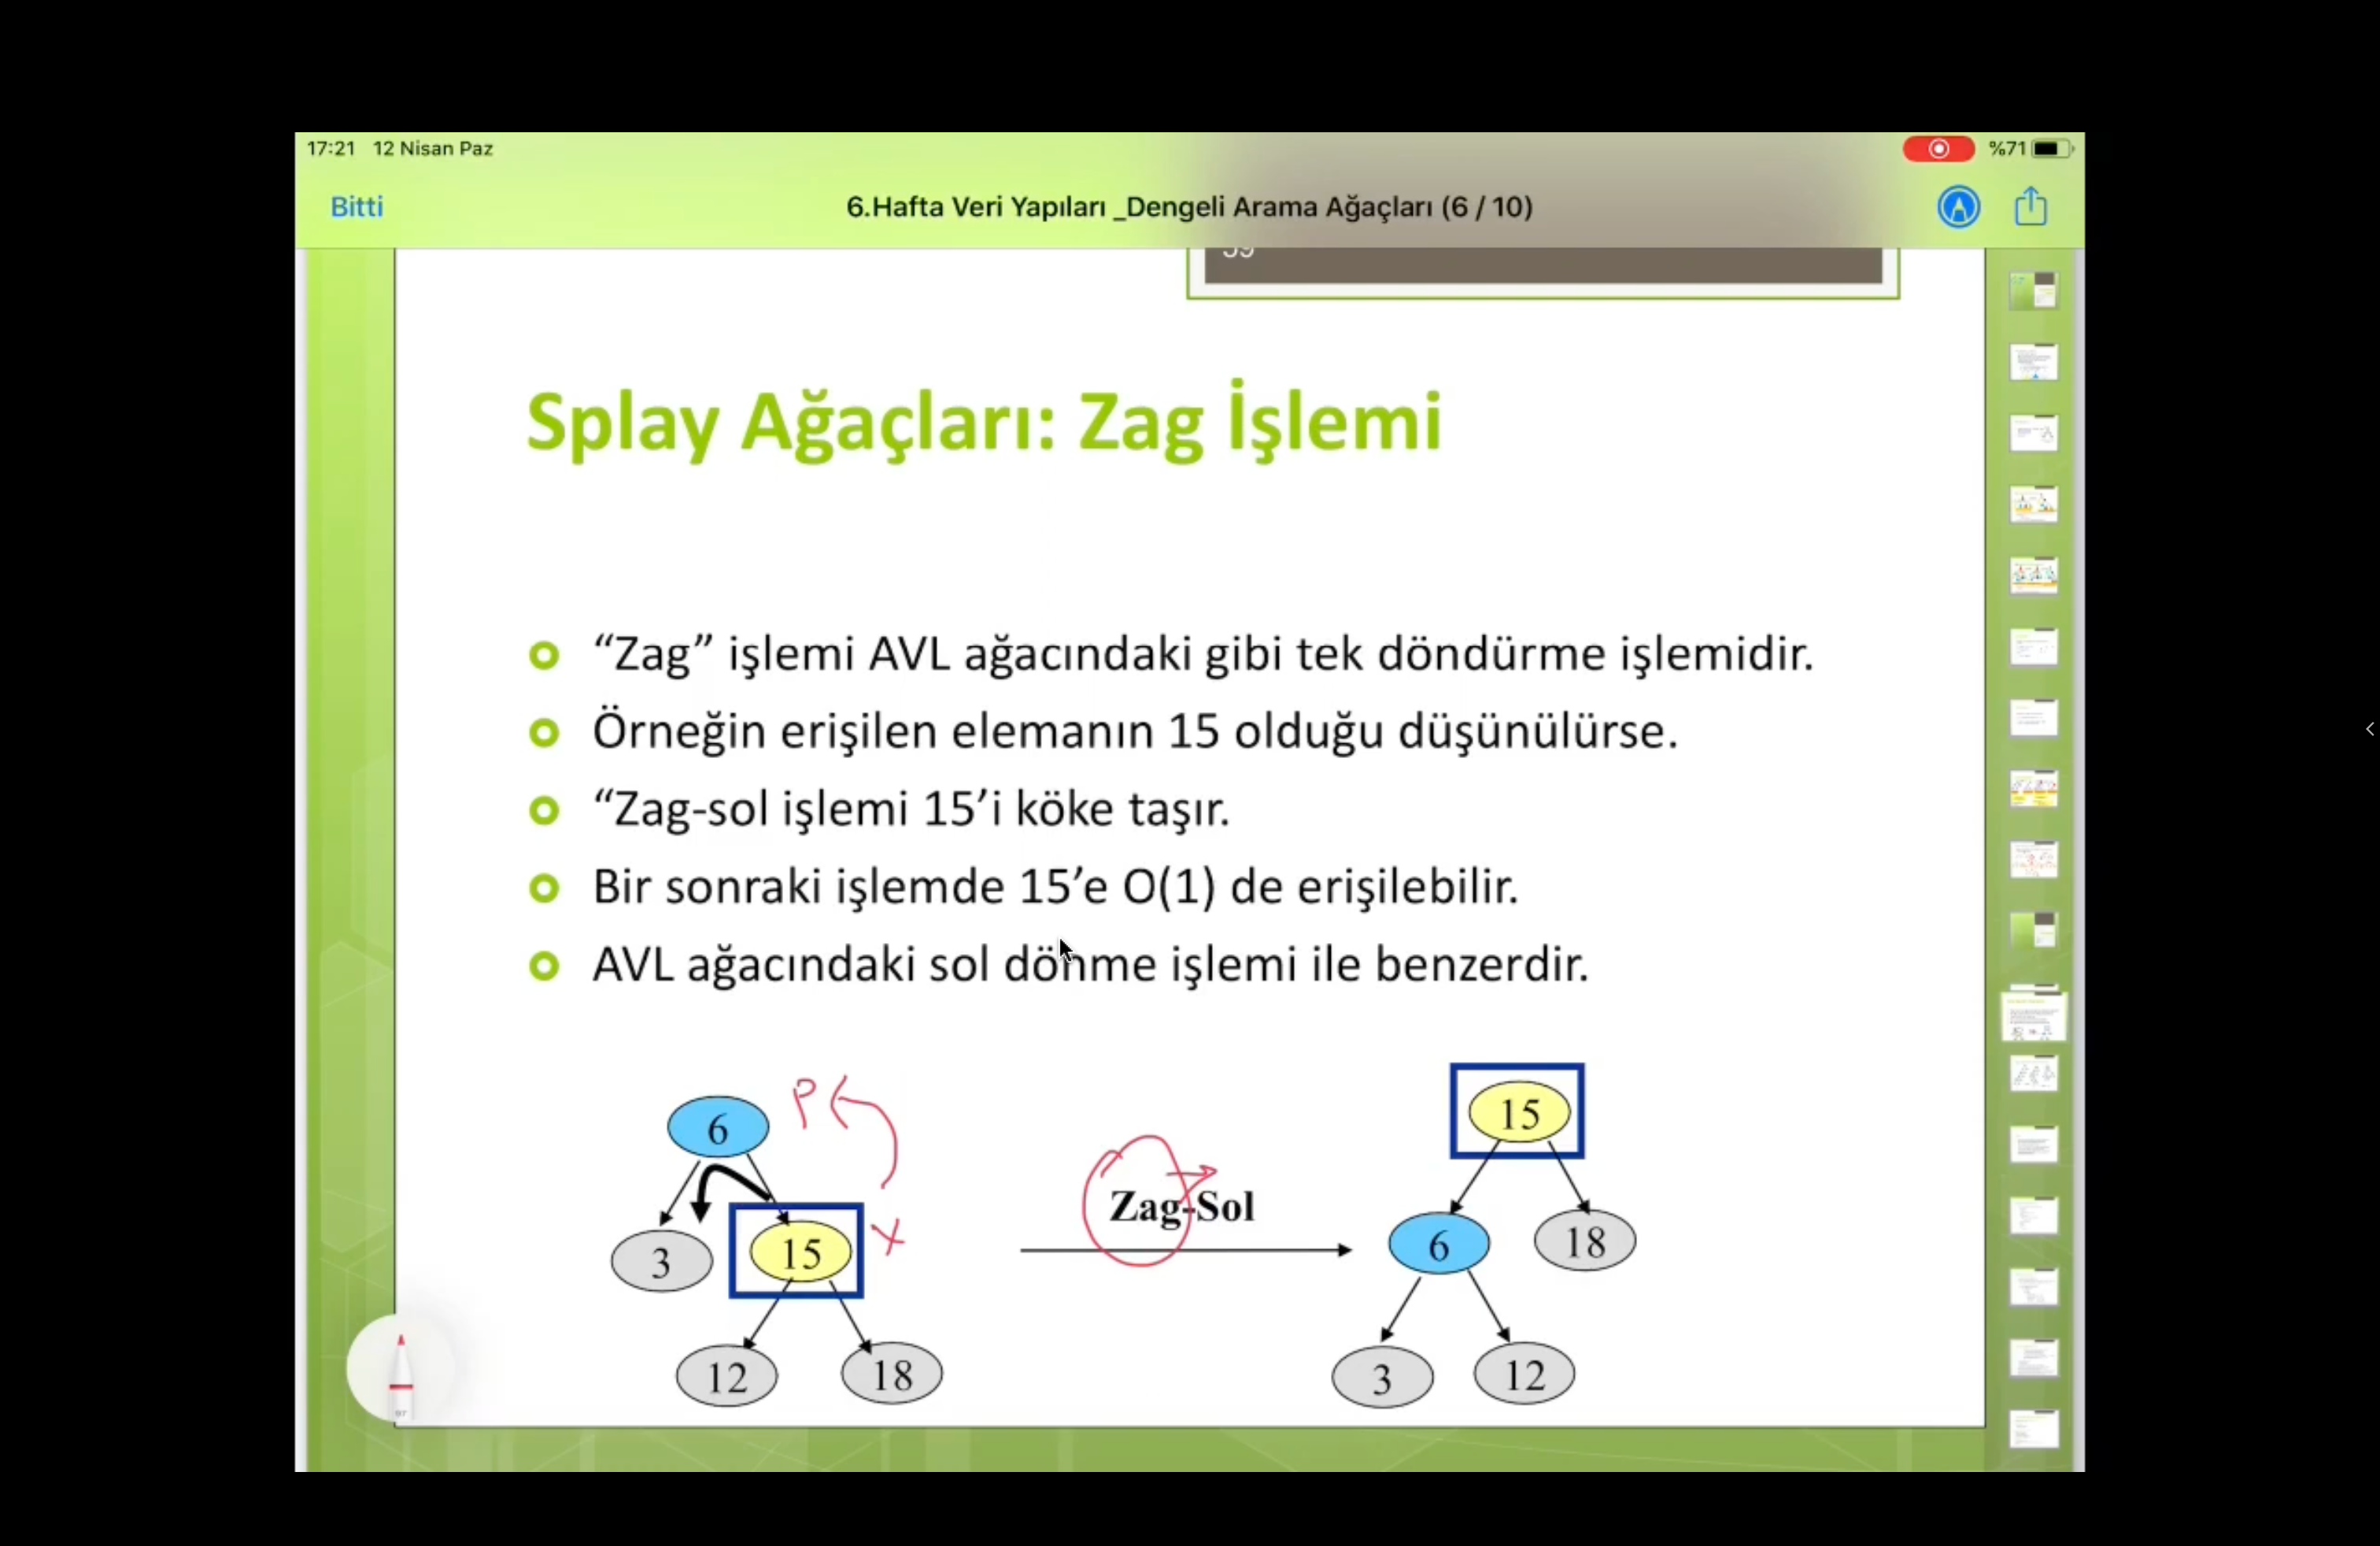 17:21 12 Nisan Paz
%71
Bitti
6.Hafta Veri Yapıları _Dengeli Arama Ağaçları (6 / 10)
Splay Ağaçları: Zag İşlemi
“Zag” işlemi AVL ağacındaki gibi tek döndürme işlemidir.
Örneğin erişilen elemanın 15 olduğu düşünülürse.
“Zag-sol işlemi 15’i köke taşır.
Bir sonraki işlemde 15’e O(1) de erişilebilir.
AVL ağacındaki sol dönme işlemi ile benzerdir.
6 P
3 15 x
12 18
Zag-Sol
15
6 18
3 12